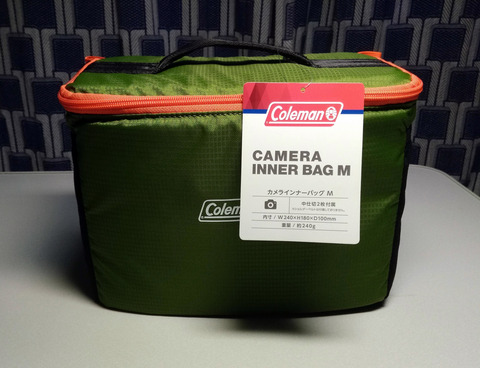 Coleman
CAMERA
INNER BAG M
カメラインナーバッグ M
中仕切2枚付属
内寸 / W240×H180×D100mm
重量 / 約240g
Coleman